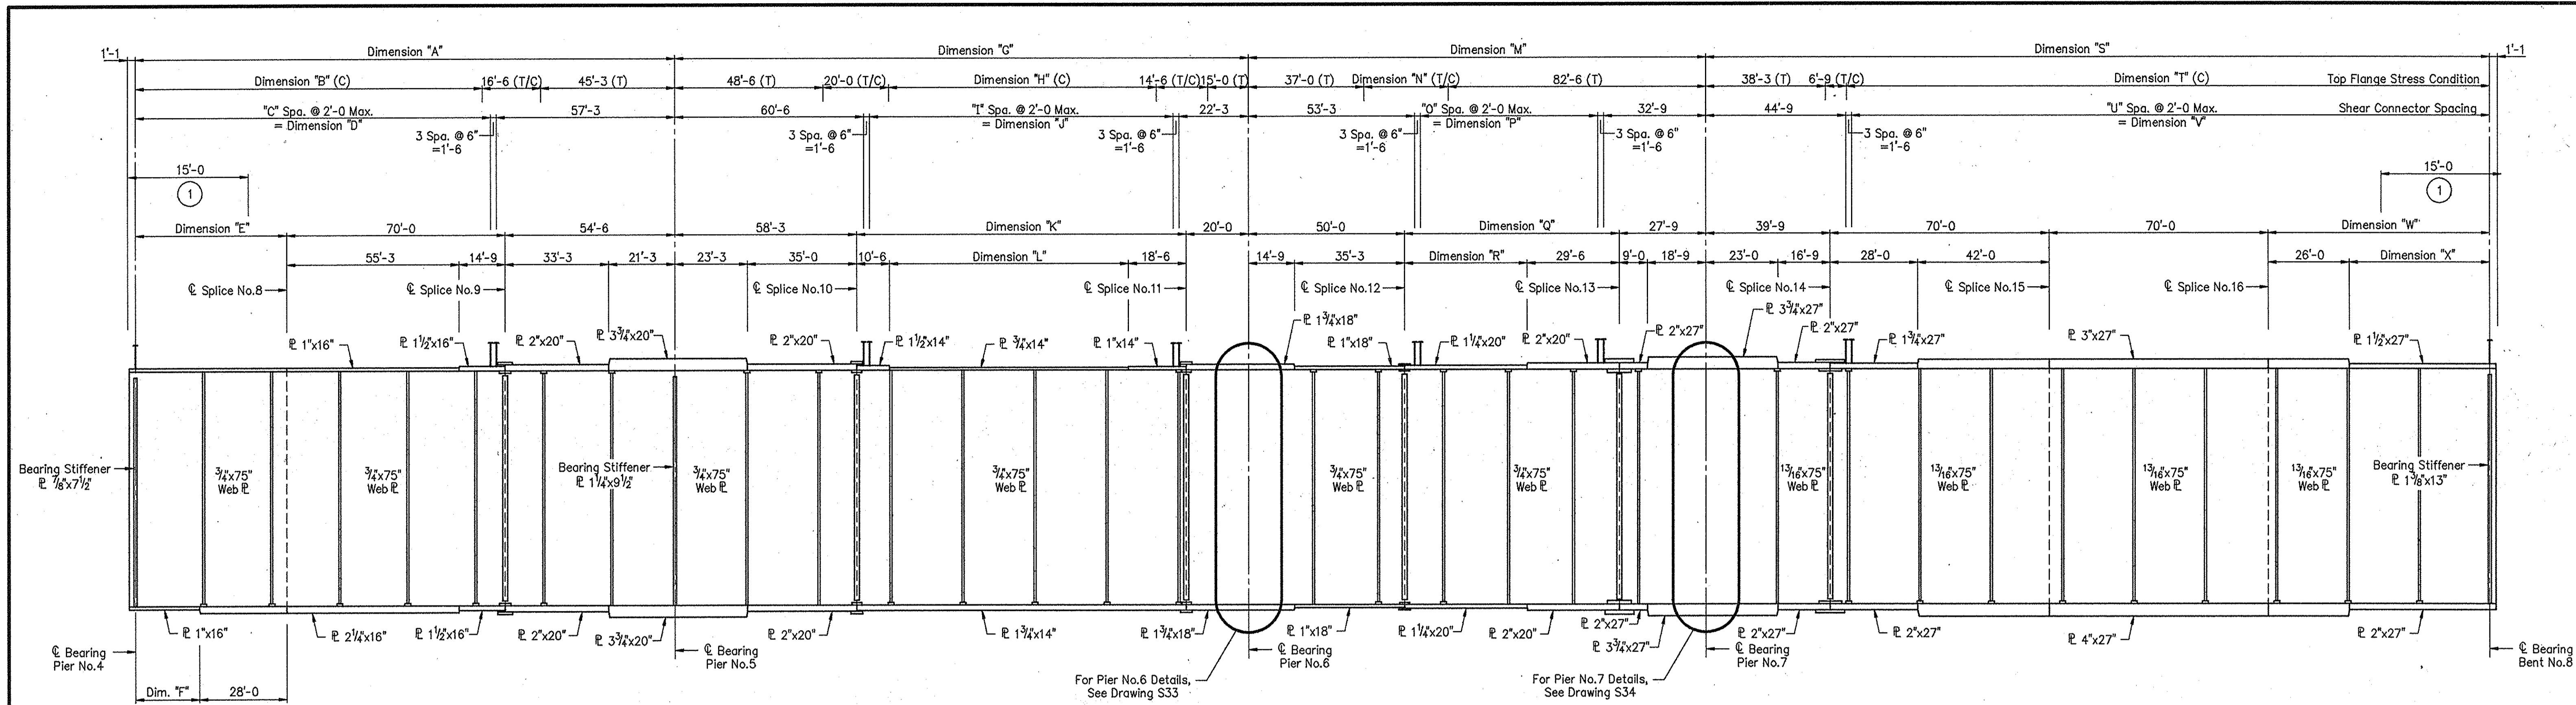 1'-1
Dimension "A"
Dimension "G"
Dimension "M"
Dimension "S"
1'-1
Dimension "B" (C)
16'-6 (T/C)
45'-3 (T)
48'-6 (T)
20'-0 (T/C)
Dimension "H" (C)
14'-6 (T/C)
15'-0 (T)
37'-0 (T)
Dimension "N" (T/C)
82'-6 (T)
38'-3 (T)
6'-9 (T/C)
Dimension "T" (C)
Top Flange Stress Condition
"C" Spa. @ 2'-0 Max.
= Dimension "D"
57'-3
60'-6
"I" Spa. @ 2'-0 Max.
= Dimension "J"
22'-3
53'-3
"O" Spa. @ 2'-0 Max.
= Dimension "P"
32'-9
44'-9
"U" Spa. @ 2'-0 Max.
= Dimension "V"
Shear Connector Spacing
3 Spa. @ 6"
=1'-6
3 Spa. @ 6"
=1'-6
3 Spa. @ 6"
=1'-6
3 Spa. @ 6"
=1'-6
3 Spa. @ 6"
=1'-6
3 Spa. @ 6"
=1'-6
15'-0
1
15'-0
1
Dimension "E"
70'-0
54'-6
58'-3
Dimension "K"
20'-0
50'-0
Dimension "Q"
27'-9
39'-9
70'-0
70'-0
Dimension "W"
55'-3
14'-9
33'-3
21'-3
23'-3
35'-0
10'-6
Dimension "L"
18'-6
14'-9
35'-3
Dimension "R"
29'-6
9'-0
18'-9
23'-0
16'-9
28'-0
42'-0
26'-0
Dimension "X"
℄ Splice No.8
℄ Splice No.9
℄ Splice No.10
℄ Splice No.11
℄ Splice No.12
℄ Splice No.13
℄ Splice No.14
℄ Splice No.15
℄ Splice No.16
℄ 1"x16"
℄ 1½"x16"
℄ 2"x20"
℄ 3¾"x20"
℄ 2"x20"
℄ 1½"x14"
℄ ¾"x14"
℄ 1"x14"
℄ 1¾"x18"
℄ 1"x18"
℄ 1¼"x20"
℄ 2"x20"
℄ 2"x27"
℄ 3¾"x27"
℄ 2"x27"
℄ 1¾"x27"
℄ 3"x27"
℄ 1½"x27"
Bearing Stiffener
℄ ⅞"x7½"
¾"x75"
Web ℄
¾"x75"
Web ℄
Bearing Stiffener
℄ 1¼"x9½"
¾"x75"
Web ℄
¾"x75"
Web ℄
¾"x75"
Web ℄
¾"x75"
Web ℄
13/16"x75"
Web ℄
13/16"x75"
Web ℄
13/16"x75"
Web ℄
13/16"x75"
Web ℄
Bearing Stiffener
℄ 1⅜"x13"
℄ 1"x16"
℄ 2¼"x16"
℄ 1½"x16"
℄ 2"x20"
℄ 3¾"x20"
℄ 2"x20"
℄ 1¾"x14"
℄ 1¾"x18"
℄ 1"x18"
℄ 1¼"x20"
℄ 2"x20"
℄ 2"x27"
℄ 3¾"x27"
℄ 2"x27"
℄ 2"x27"
℄ 4"x27"
℄ 2"x27"
℄ Bearing
Pier No.4
℄ Bearing
Pier No.5
℄ Bearing
Pier No.6
℄ Bearing
Pier No.7
℄ Bearing
Bent No.8
For Pier No.6 Details,
See Drawing S33
For Pier No.7 Details,
See Drawing S34
Dim. "F"
28'-0